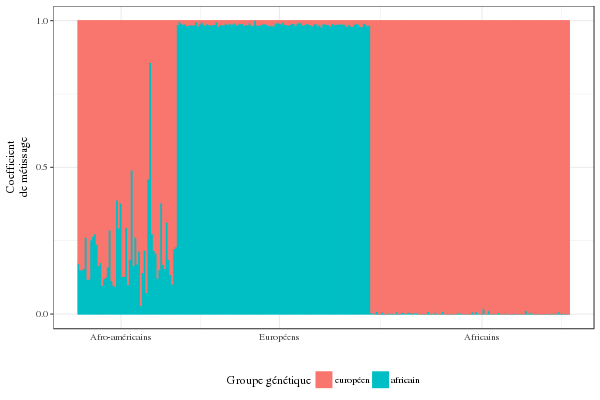 1.0
0.5
0.0
Coefficient
de métissage
Afro-américains
Européens
Africains
Groupe génétique
européen
africain